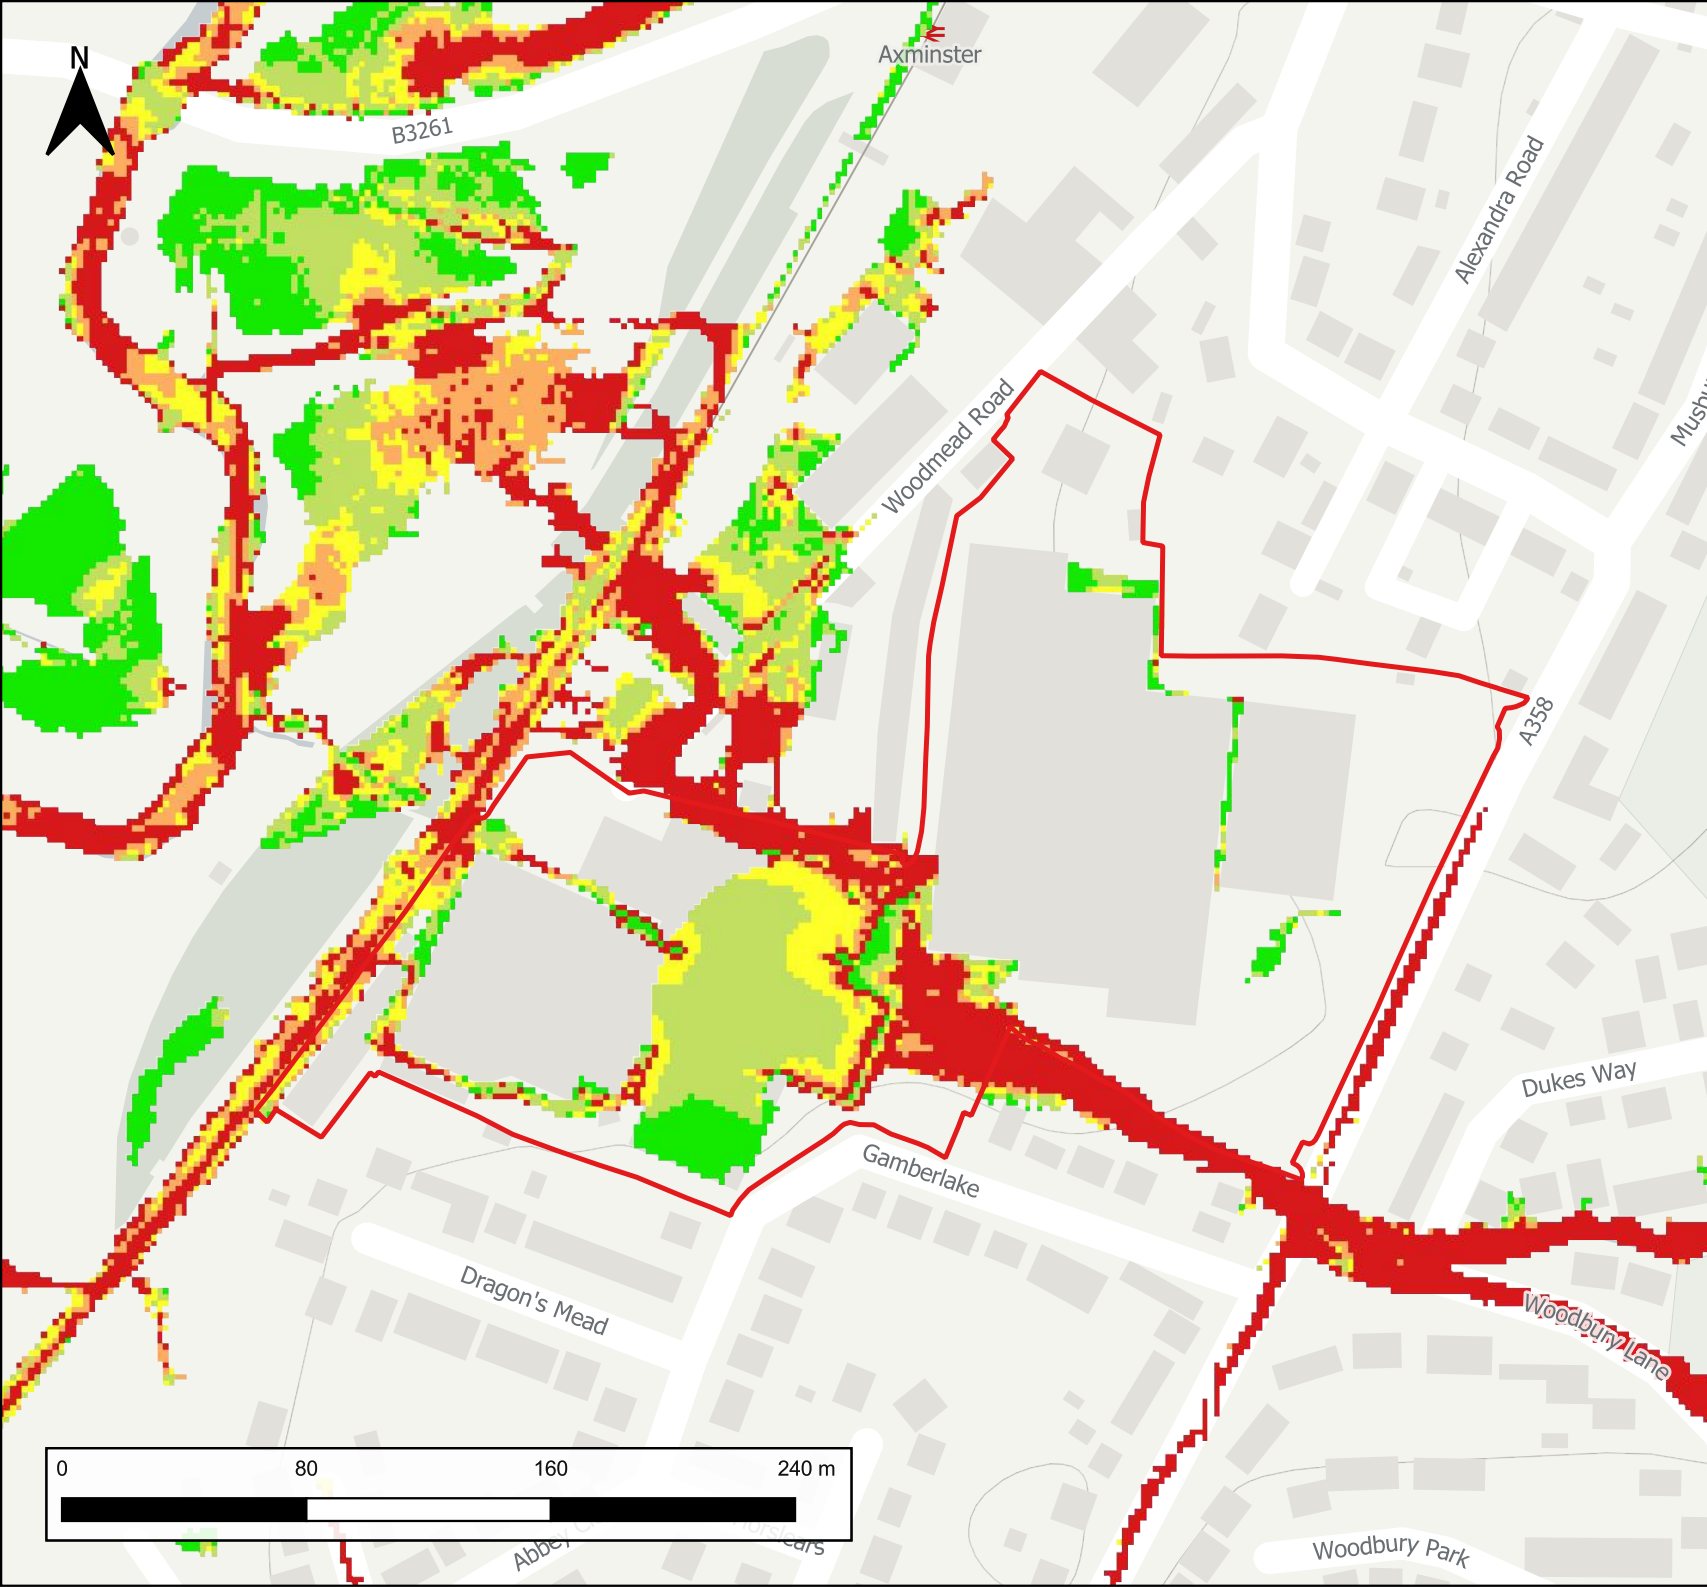 N
Axminster
B3261
Alexandra Road
Woodmead Road
A358
Dukes Way
Gamberlake
Dragon's Mead
Woodbury Lane
0 80 160 240 m
Abbey
Woodbury Park